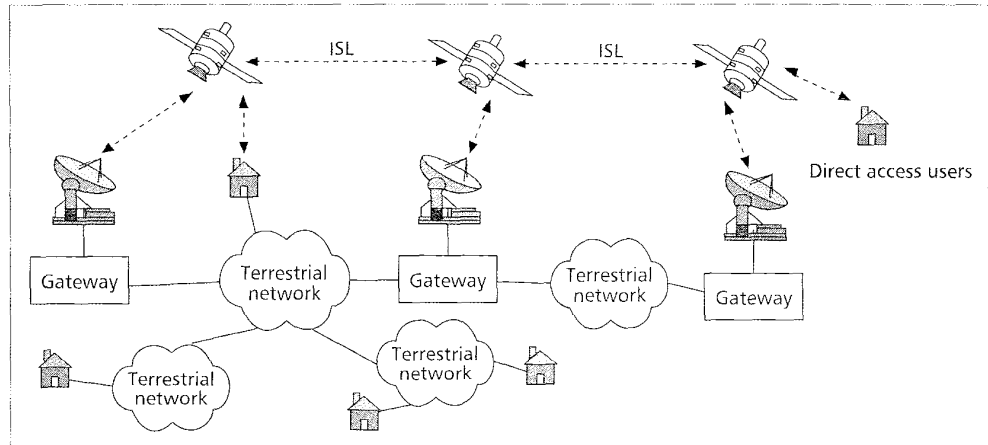 ISL
ISL
Direct access users
Gateway
Terrestrial
network
Gateway
Terrestrial
network
Gateway
Terrestrial
network
Terrestrial
network